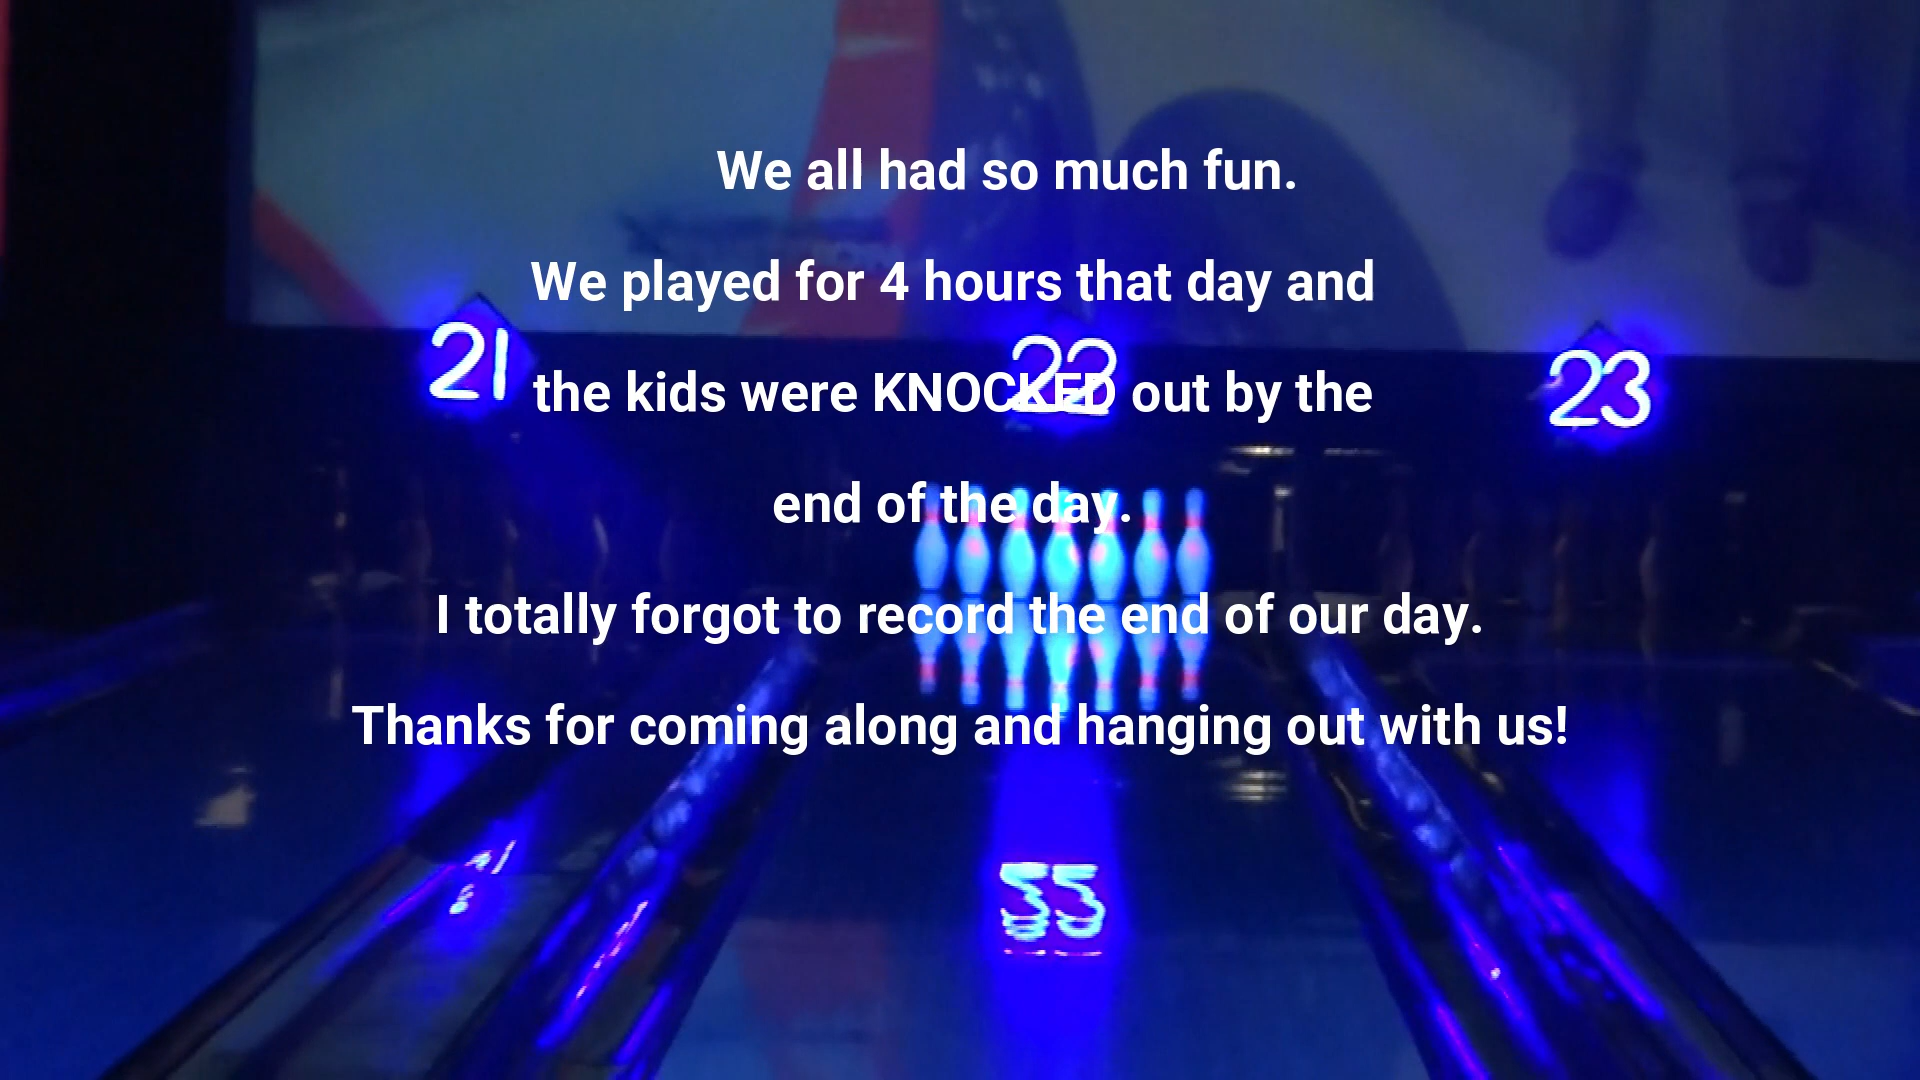 We all had so much fun.
We played for 4 hours that day and
21
22
23
the kids were KNOCKED out by the
end of the day.
I totally forgot to record the end of our day.
Thanks for coming along and hanging out with us!